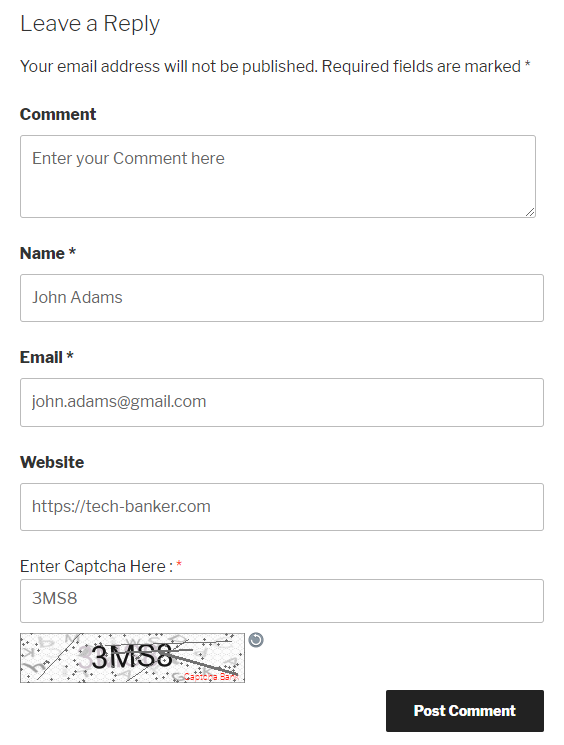 Leave a Reply
Your email address will not be published. Required fields are marked *
Comment
Enter your Comment here
Name *
John Adams
Email *
john.adams@gmail.com
Website
https://tech-banker.com
Enter Captcha Here : *
3MS8
3MS8
Captcha Bank
Post Comment